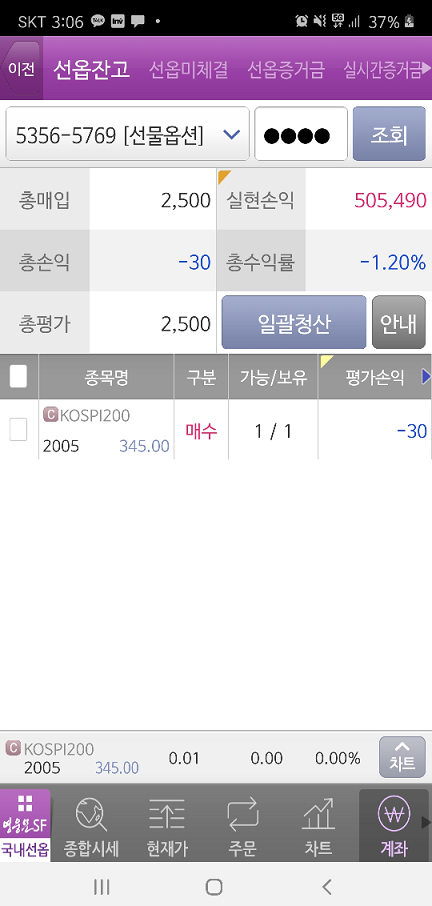 SKT 3:06 37%
이전 선옵잔고 선옵미체결 선옵증거금 실시간증거금
5356-5769 [선물옵션] 조회
총매입 2,500 실현손익 505,490
총손익 -30 총수익률 -1.20%
총평가 2,500 일괄청산 안내
종목명 구분 가능/보유 평가손익
C KOSPI200
2005 345.00 매수 1 / 1 -30
C KOSPI200
2005 345.00 0.01 0.00 0.00% 차트
영웅문SF
국내선옵 종합시세 현재가 주문 차트 계좌